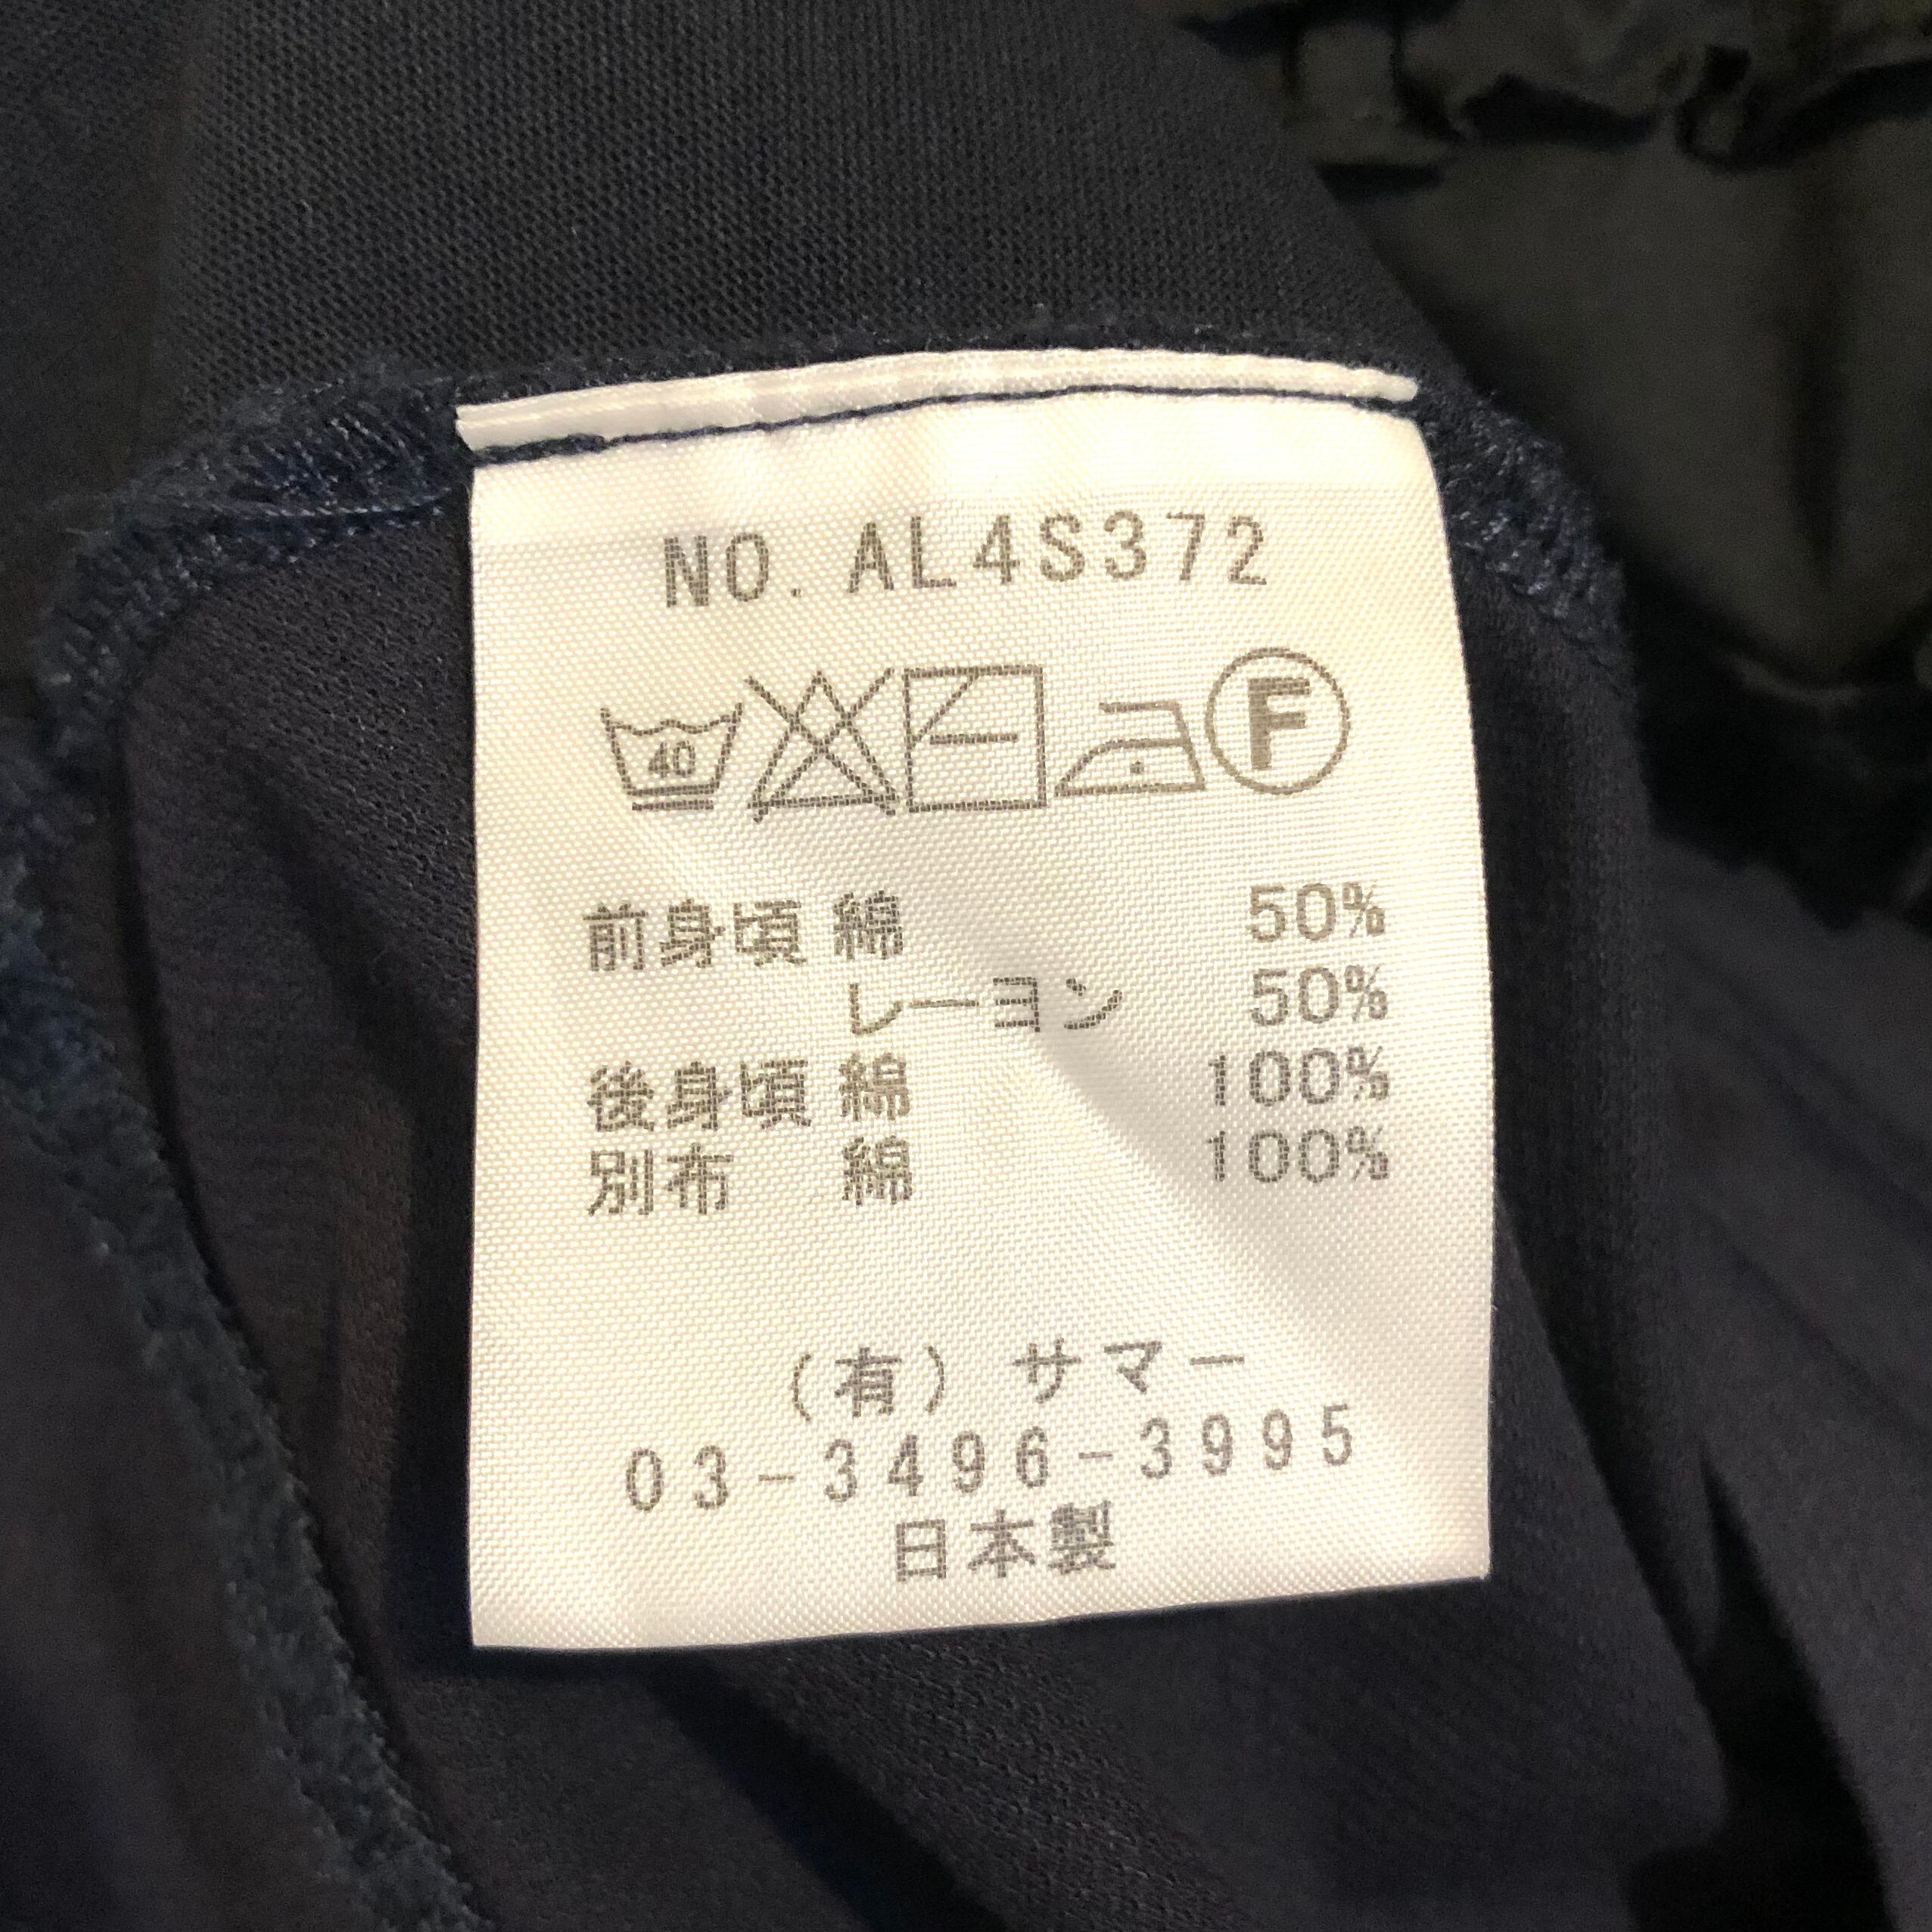 NO. AL4S372
40 F
前身頃 綿 50%
レーヨン 50%
後身頃 綿 100%
別布 綿 100%
(有) サマー
03-3496-3995
日本製